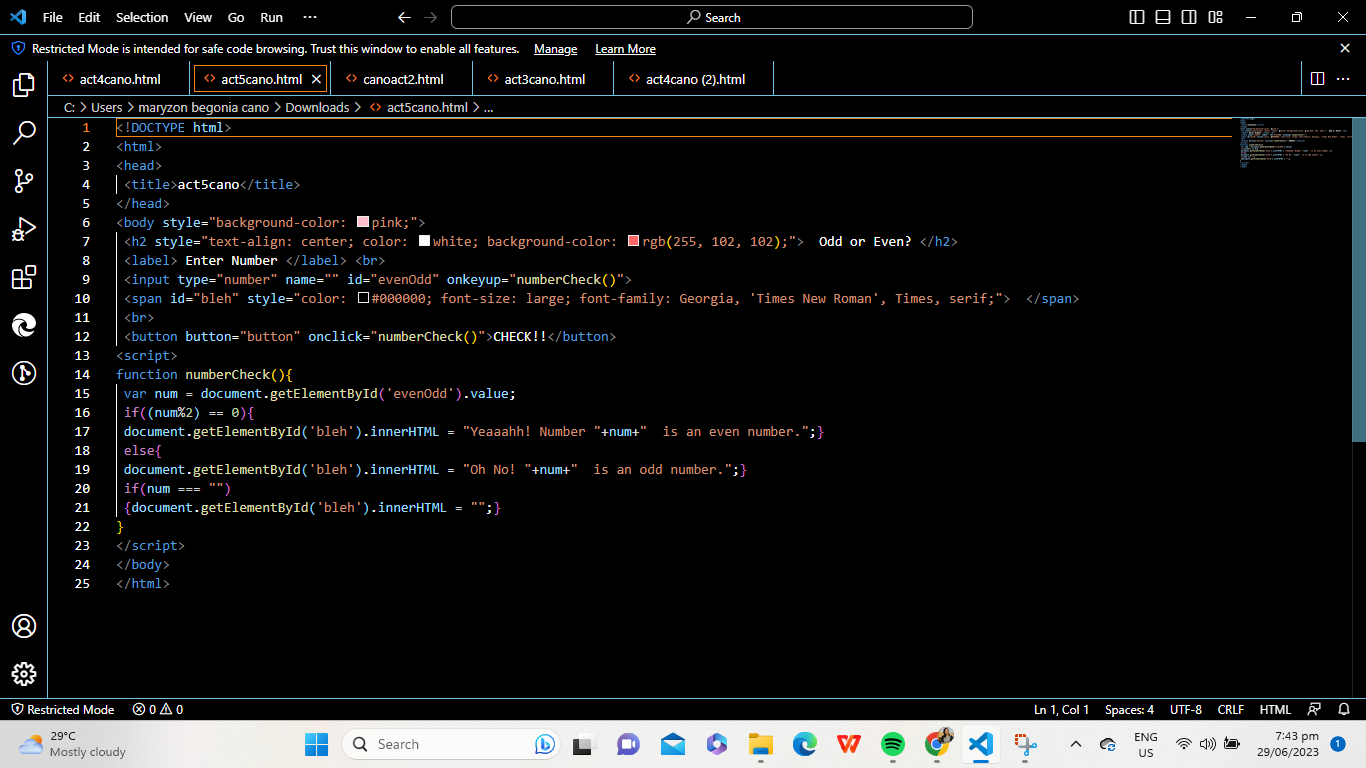 File Edit Selection View Go Run ··· Search
Restricted Mode is intended for safe code browsing. Trust this window to enable all features. Manage Learn More
act4cano.html act5cano.html canoact2.html act3cano.html act4cano (2).html
C: > Users > maryzon begonia cano > Downloads > act5cano.html > ...
1 <!DOCTYPE html>
2 <html>
3 <head>
4 <title>act5cano</title>
5 </head>
6 <body style="background-color: pink;">
7 <h2 style="text-align: center; color: white; background-color: rgb(255, 102, 102);">  Odd or Even? </h2>
8 <label> Enter Number </label> <br>
9 <input type="number" name="" id="evenOdd" onkeyup="numberCheck()">
10 <span id="bleh" style="color: #000000; font-size: large; font-family: Georgia, 'Times New Roman', Times, serif;">  </span>
11 <br>
12 <button button="button" onclick="numberCheck()">CHECK!!</button>
13 <script>
14 function numberCheck(){
15 var num = document.getElementById('evenOdd').value;
16 if((num%2) == 0){
17 document.getElementById('bleh').innerHTML = "Yeaaahh! Number "+num+"  is an even number.";}
18 else{
19 document.getElementById('bleh').innerHTML = "Oh No! "+num+"  is an odd number.";}
20 if(num === "")
21 {document.getElementById('bleh').innerHTML = "";}
22 }
23 </script>
24 </body>
25 </html>
Restricted Mode 0 0 Ln 1, Col 1 Spaces: 4 UTF-8 CRLF HTML
29°C
Mostly cloudy
Search
ENG
US
7:43 pm
29/06/2023
1